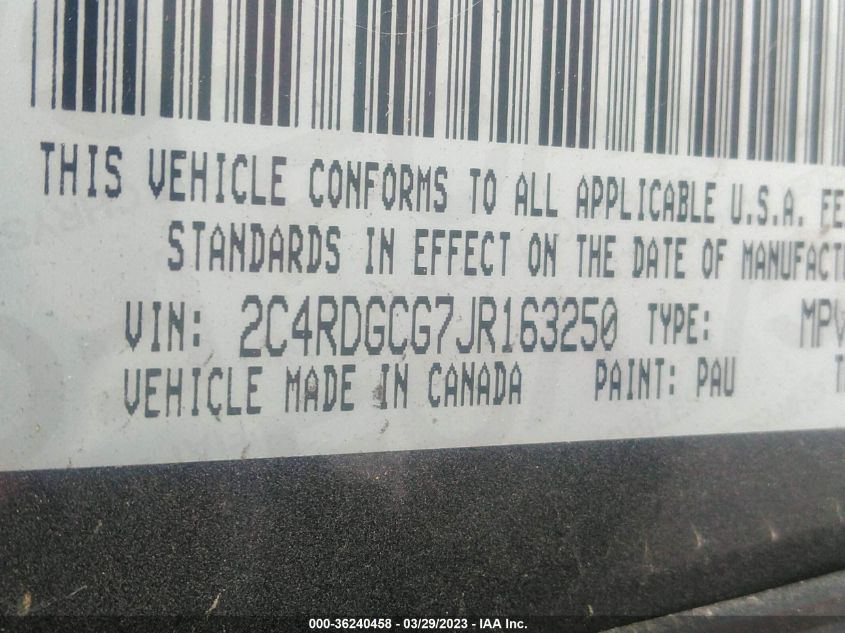 THIS VEHICLE CONFORMS TO ALL APPLICABLE U.S.A.
STANDARDS IN EFFECT ON THE DATE OF
VIN: 2C4RDGCG7JR163250 TYPE: MPV
VEHICLE MADE IN CANADA PAINT: PAU
000-36240458 - 03/29/2023 - IAA Inc.